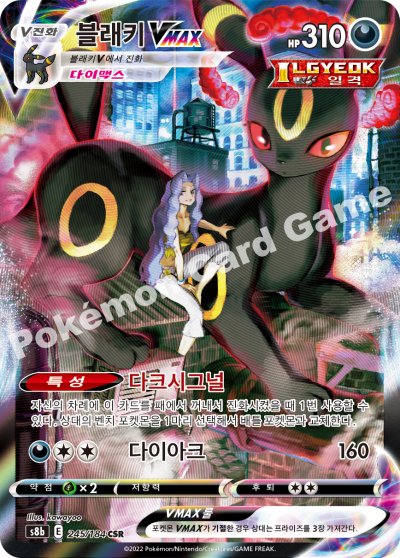 V진화
블래키 VMAX
HP 310
블래키V에서 진화
다이맥스
ILGYEOK
일격
Pokémon Card Game
특성 다크시그널
자신의 차례에 이 카드를 패에서 꺼내서 진화시켰을 때 1번 사용할 수
있다. 상대의 벤치 포켓몬을 1마리 선택해서 배틀 포켓몬과 교체한다.
다이아크 160
약점 ×2 저항력 후퇴
Illus. kawayoo
s8b E 245/184 CSR
VMAX 룰
포켓몬 VMAX가 기절한 경우 상대는 프라이즈를 3장 가져간다.
©2022 Pokémon/Nintendo/Creatures/GAME FREAK.